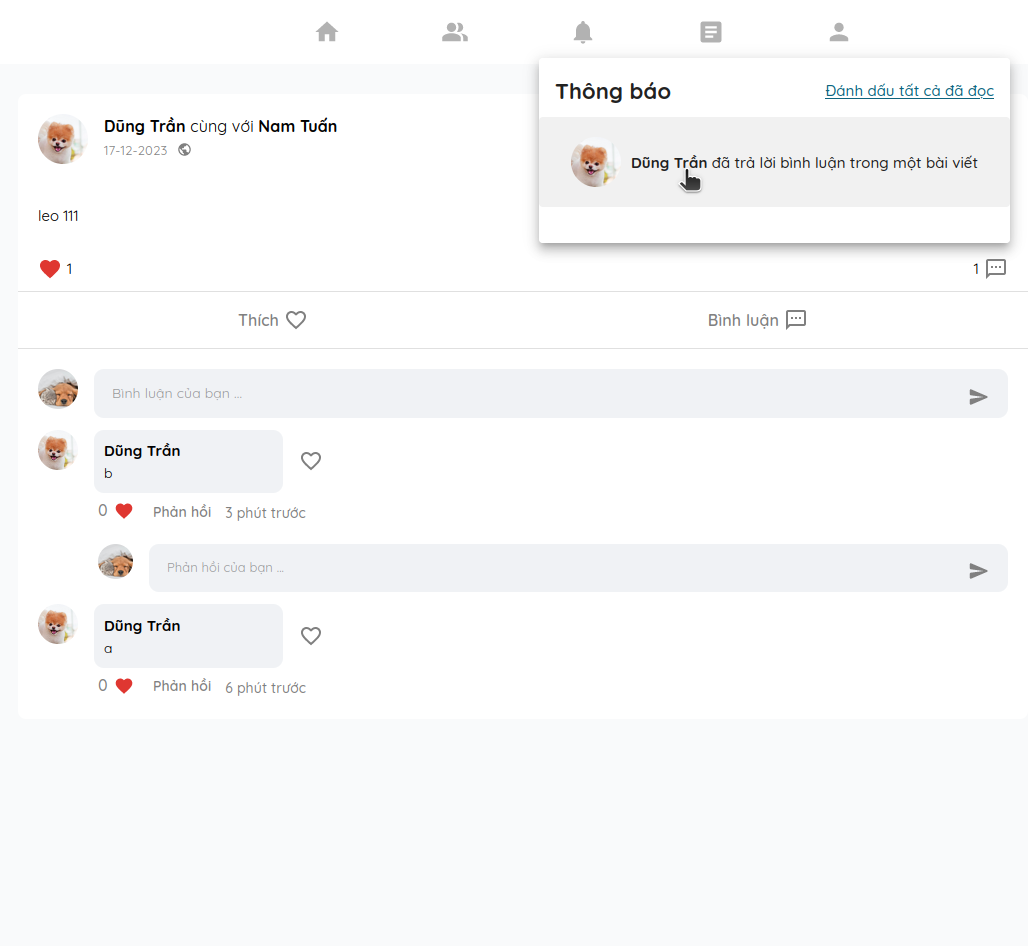 Thông báo
Đánh dấu tất cả đã đọc
Dũng Trần đã trả lời bình luận trong một bài viết
Dũng Trần cùng với Nam Tuấn
17-12-2023
leo 111
1
1
Thích
Bình luận
Bình luận của bạn ...
Dũng Trần
b
0 Phản hồi 3 phút trước
Phản hồi của bạn ...
Dũng Trần
a
0 Phản hồi 6 phút trước